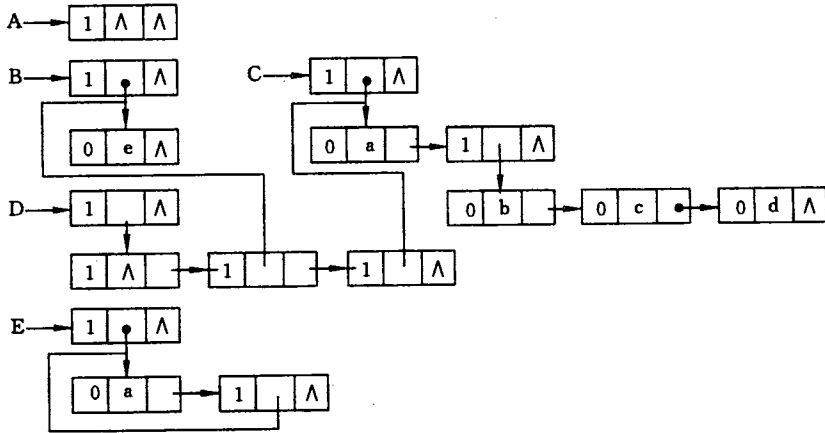 A 1 ∧ ∧
B 1 ∧ C 1 ∧
0 e ∧ 0 a 1 ∧
D 1 ∧ 0 b 0 c 0 d ∧
1 ∧ 1 1 ∧
E 1 ∧
0 a 1 ∧